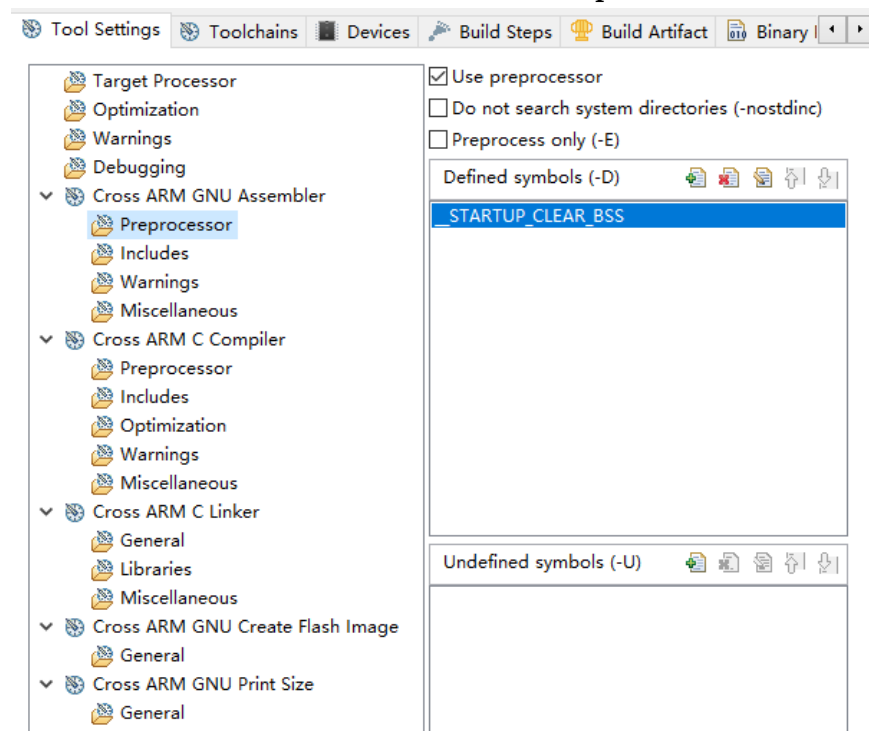 Tool Settings Toolchains Devices Build Steps Build Artifact Binary
Target Processor
Optimization
Warnings
Debugging
Cross ARM GNU Assembler
Preprocessor
Includes
Warnings
Miscellaneous
Cross ARM C Compiler
Preprocessor
Includes
Optimization
Warnings
Miscellaneous
Cross ARM C Linker
General
Libraries
Miscellaneous
Cross ARM GNU Create Flash Image
General
Cross ARM GNU Print Size
General
Use preprocessor
Do not search system directories (-nostdinc)
Preprocess only (-E)
Defined symbols (-D)
__STARTUP_CLEAR_BSS
Undefined symbols (-U)